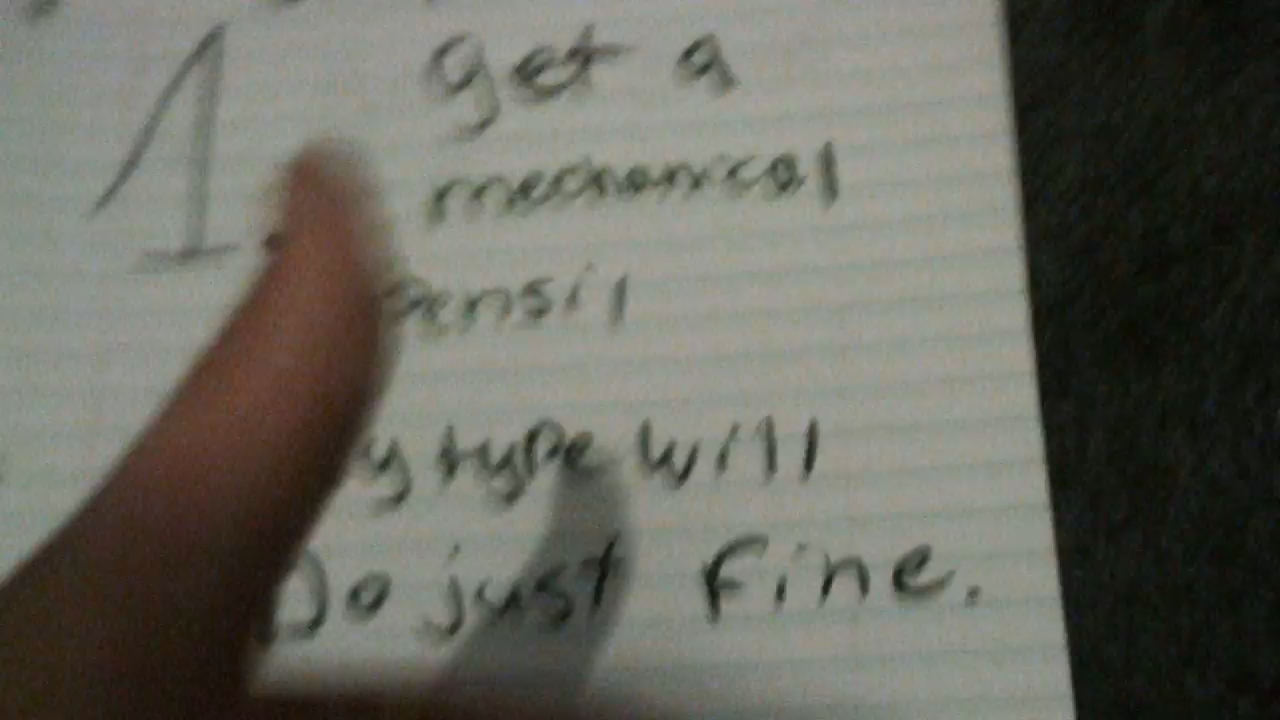 1. get a
mechanical
pensil
y type will
Do just fine.